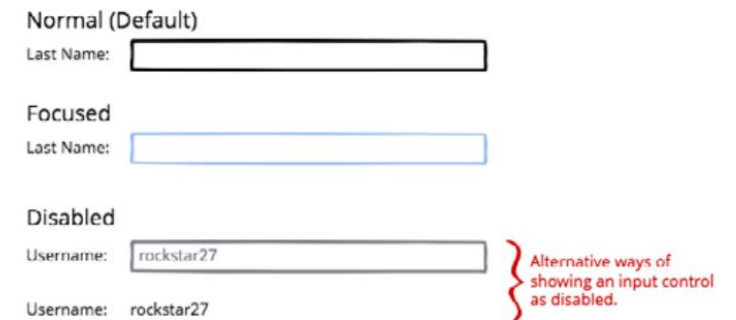 Normal (Default)
Last Name:
Focused
Last Name:
Disabled
Username: rockstar27
Alternative ways of
showing an input control
as disabled.
Username: rockstar27